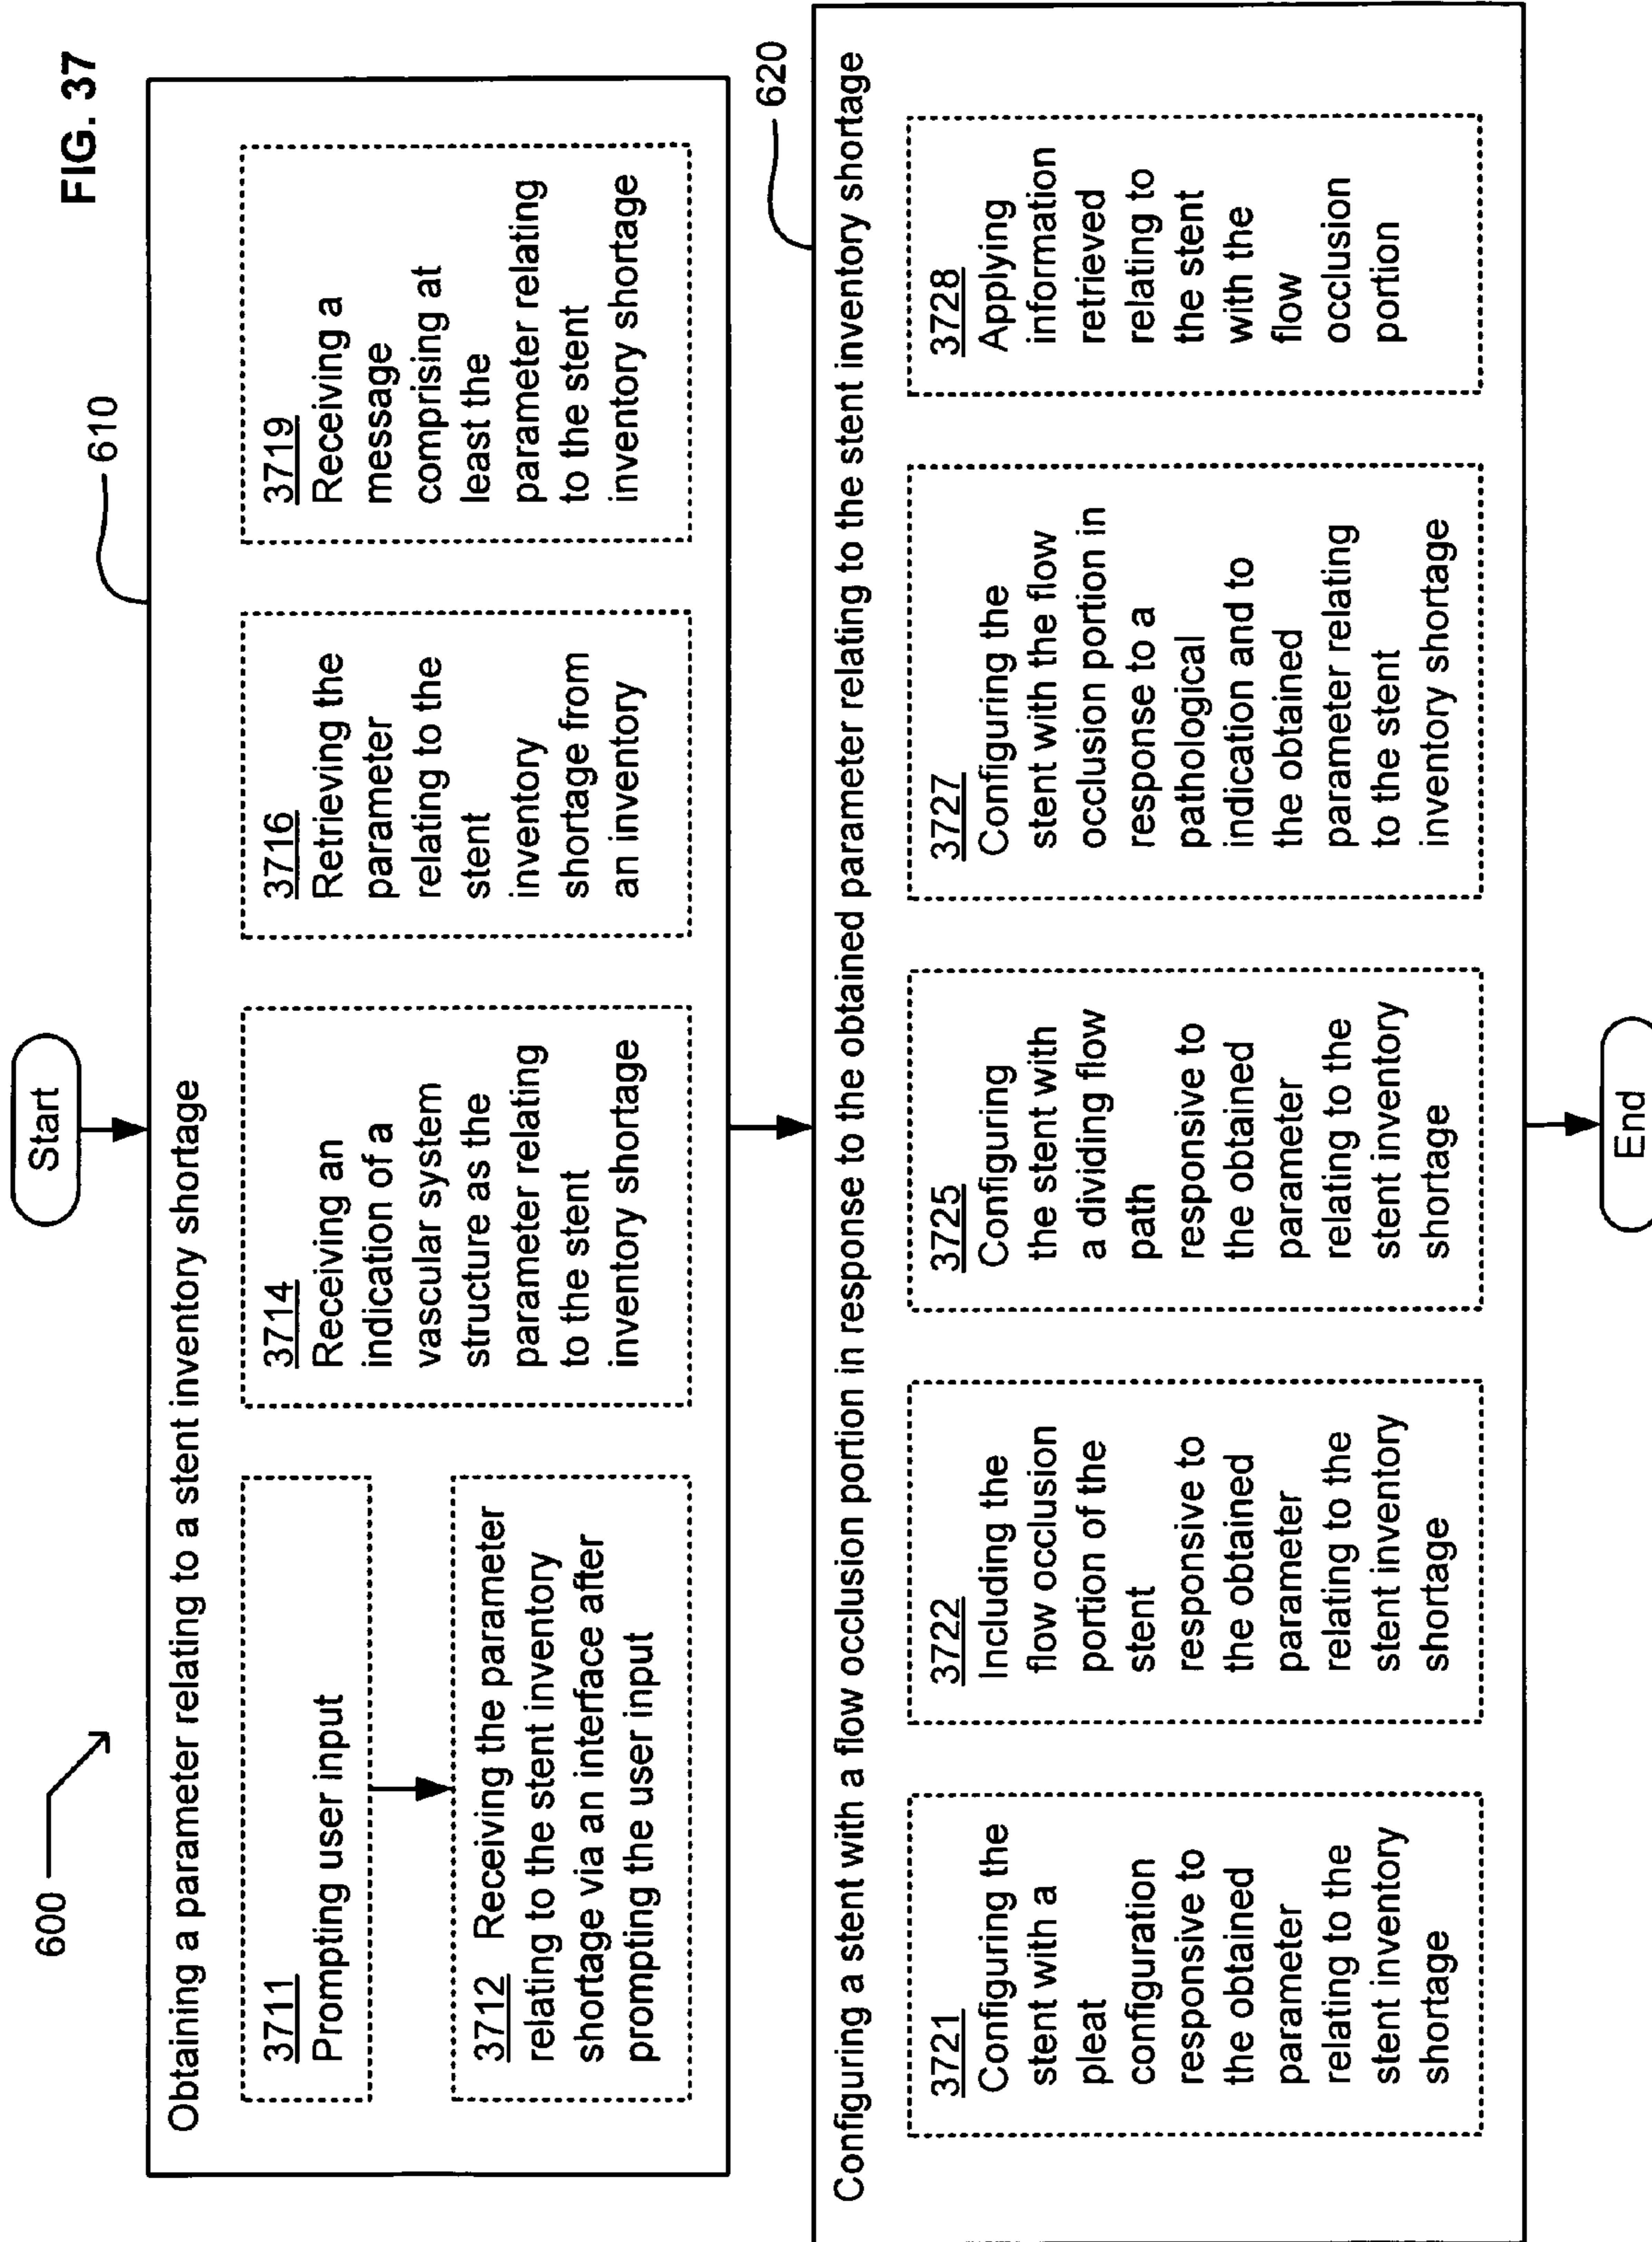 FIG. 37
600
Start
610
Obtaining a parameter relating to a stent inventory shortage
3711
Prompting user input
3712 Receiving the parameter
relating to the stent inventory
shortage via an interface after
prompting the user input
3714
Receiving an
indication of a
vascular system
structure as the
parameter relating
to the stent
inventory shortage
3716
Retrieving the
parameter
relating to the
stent
inventory
shortage from
an inventory
3719
Receiving a
message
comprising at
least the
parameter relating
to the stent
inventory shortage
620
Configuring a stent with a flow occlusion portion in response to the obtained parameter relating to the stent inventory shortage
3721
Configuring the
stent with a
pleat
configuration
responsive to
the obtained
parameter
relating to the
stent inventory
shortage
3722
Including the
flow occlusion
portion of the
stent
responsive to
the obtained
parameter
relating to the
stent inventory
shortage
3725
Configuring
the stent with
a dividing flow
path
responsive to
the obtained
parameter
relating to the
stent inventory
shortage
3727
Configuring the
stent with the flow
occlusion portion in
response to a
pathological
indication and to
the obtained
parameter relating
to the stent
inventory shortage
3728
Applying
information
retrieved
relating to
the stent
with the
flow
occlusion
portion
End